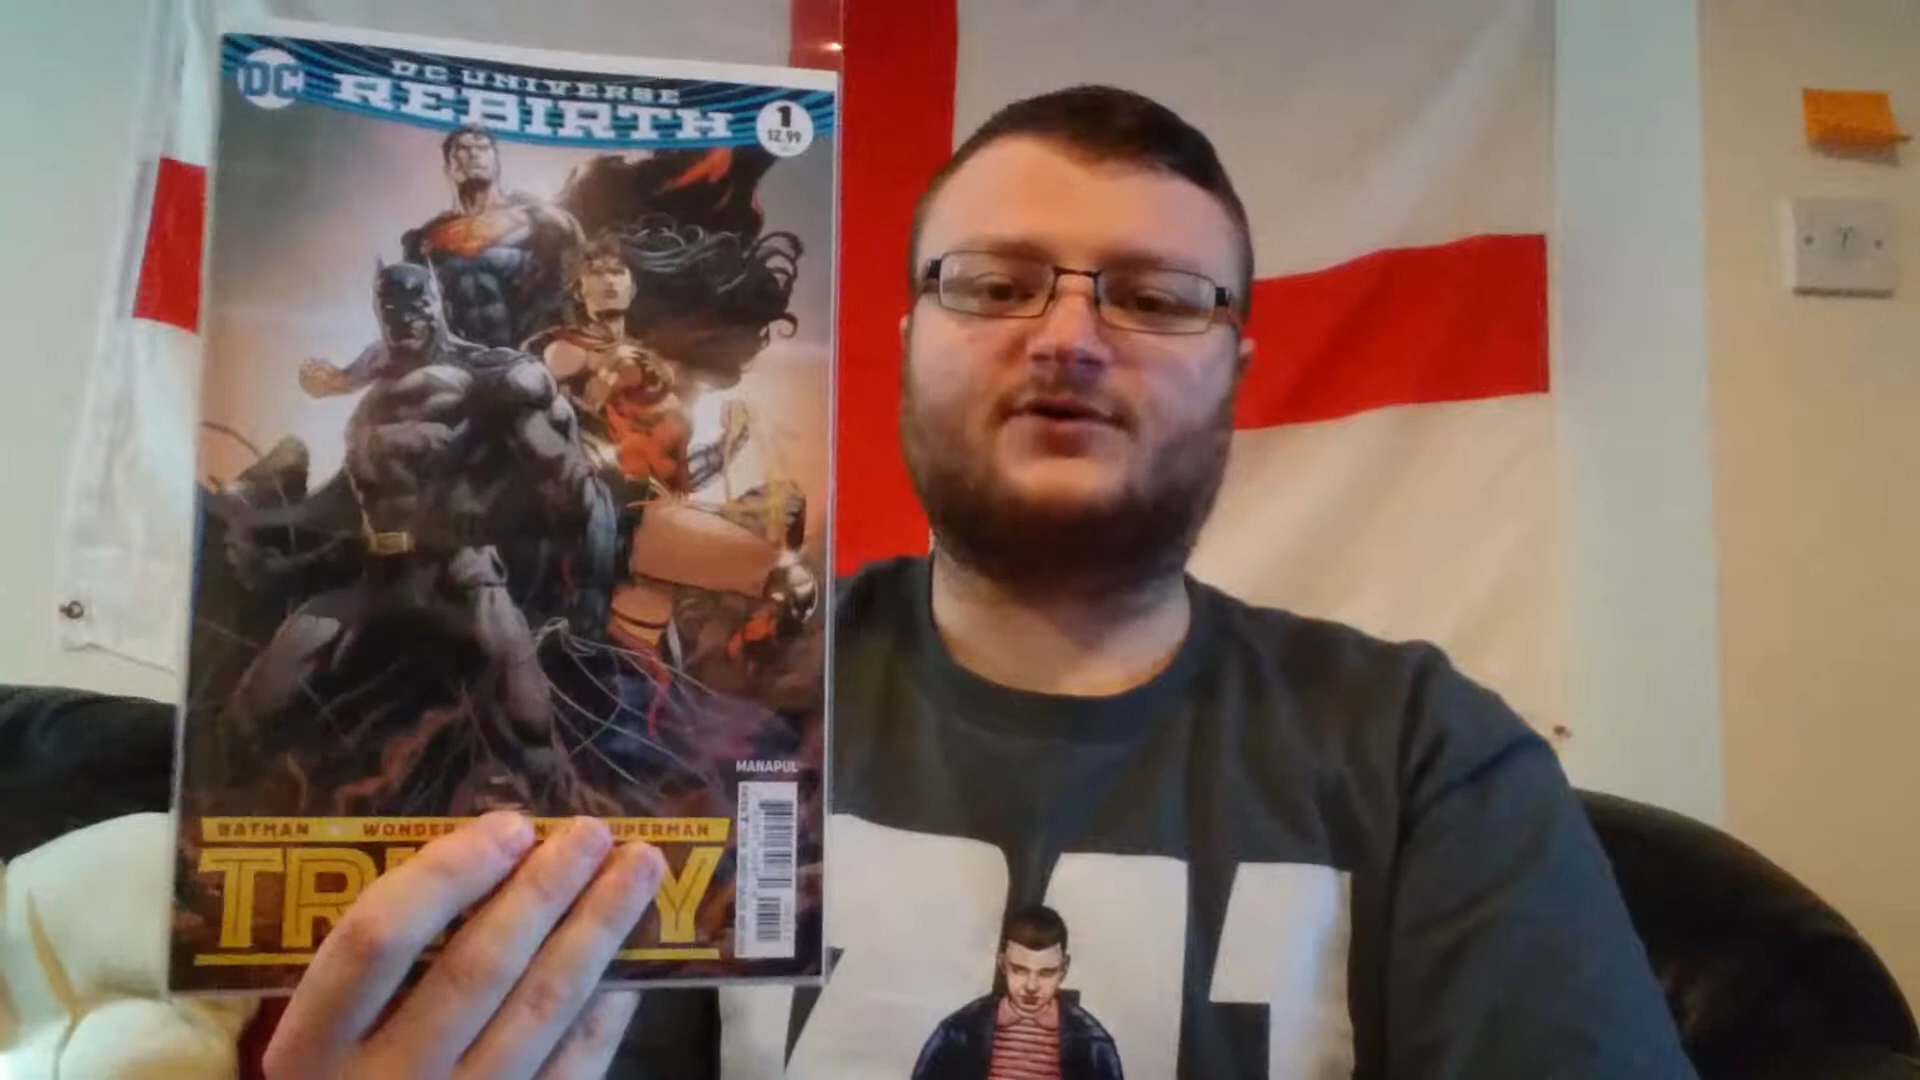 DC
DC UNIVERSE
REBIRTH
1
$2.99
MANAPUL
BATMAN WONDER SUPERMAN
TR Y